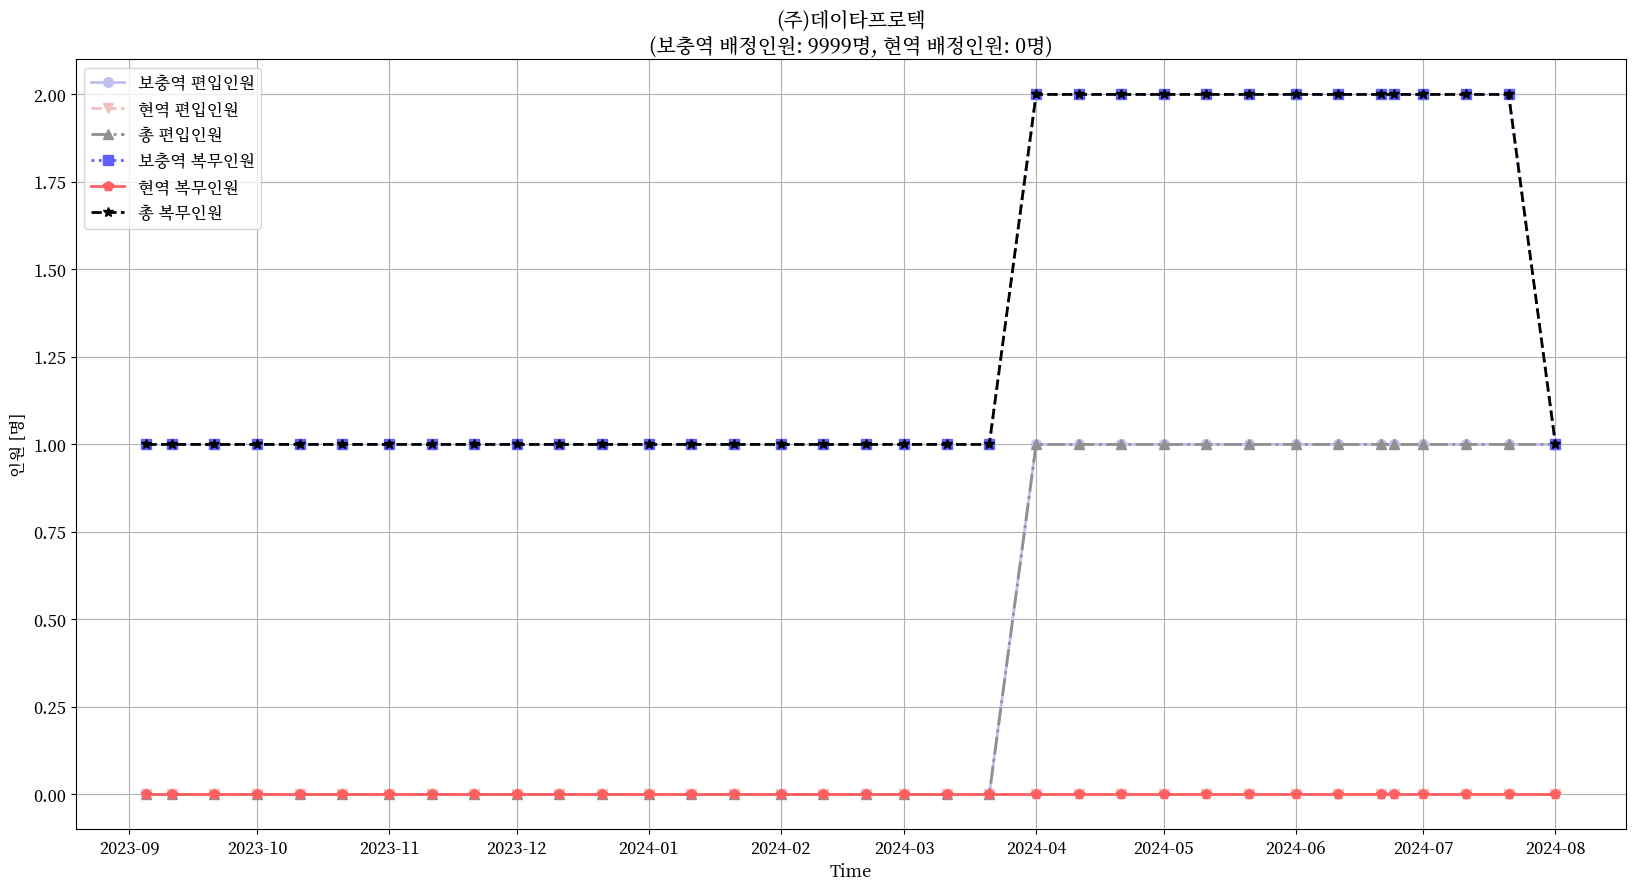 (주)데이타프로텍
(보충역 배정인원: 9999명, 현역 배정인원: 0명)
보충역 편입인원
현역 편입인원
총 편입인원
보충역 복무인원
현역 복무인원
총 복무인원
2.00
1.75
1.50
1.25
1.00
0.75
0.50
0.25
0.00
인원 [명]
2023-09 2023-10 2023-11 2023-12 2024-01 2024-02 2024-03 2024-04 2024-05 2024-06 2024-07 2024-08
Time